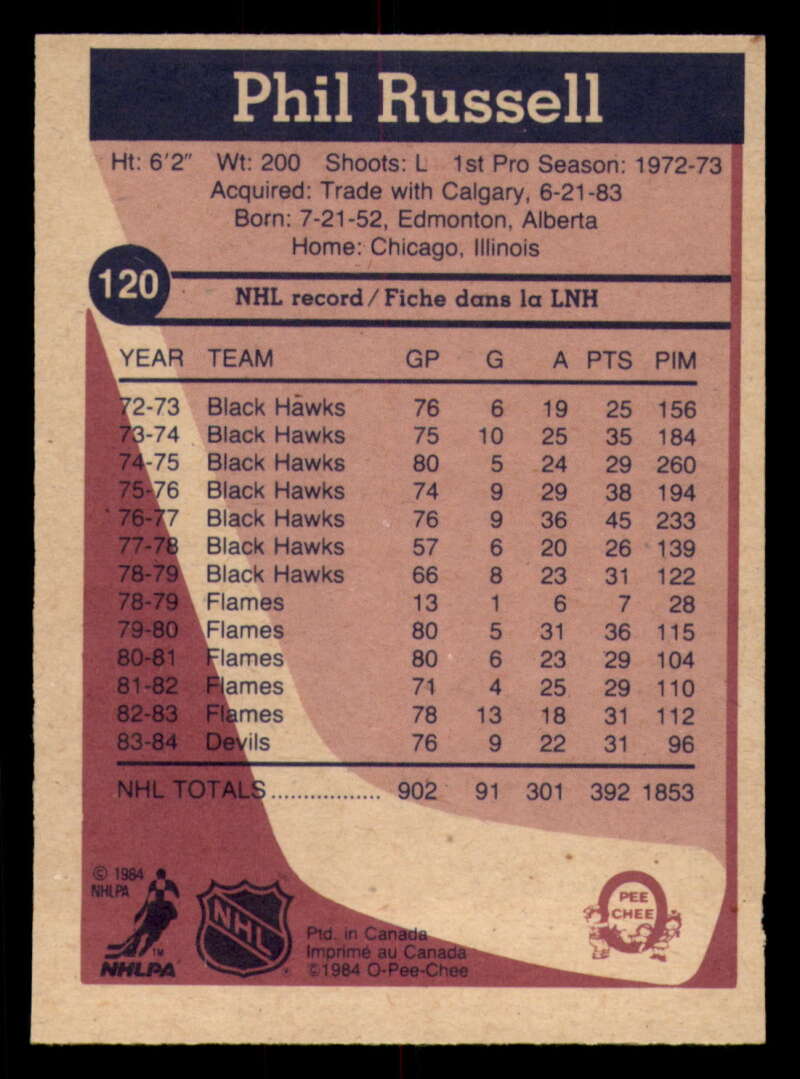 Phil Russell
Ht: 6'2" Wt: 200 Shoots: L 1st Pro Season: 1972-73
Acquired: Trade with Calgary, 6-21-83
Born: 7-21-52, Edmonton, Alberta
Home: Chicago, Illinois
120
NHL record / Fiche dans la LNH
YEAR TEAM GP G A PTS PIM
72-73 Black Hawks 76 6 19 25 156
73-74 Black Hawks 75 10 25 35 184
74-75 Black Hawks 80 5 24 29 260
75-76 Black Hawks 74 9 29 38 194
76-77 Black Hawks 76 9 36 45 233
77-78 Black Hawks 57 6 20 26 139
78-79 Black Hawks 66 8 23 31 122
78-79 Flames 13 1 6 7 28
79-80 Flames 80 5 31 36 115
80-81 Flames 80 6 23 29 104
81-82 Flames 71 4 25 29 110
82-83 Flames 78 13 18 31 112
83-84 Devils 76 9 22 31 96
NHL TOTALS ................. 902 91 301 392 1853
© 1984
NHLPA
NHLPA
TM
NHL
®
Ptd. in Canada
Imprimé au Canada
©1984 O-Pee-Chee
PEE
CHEE